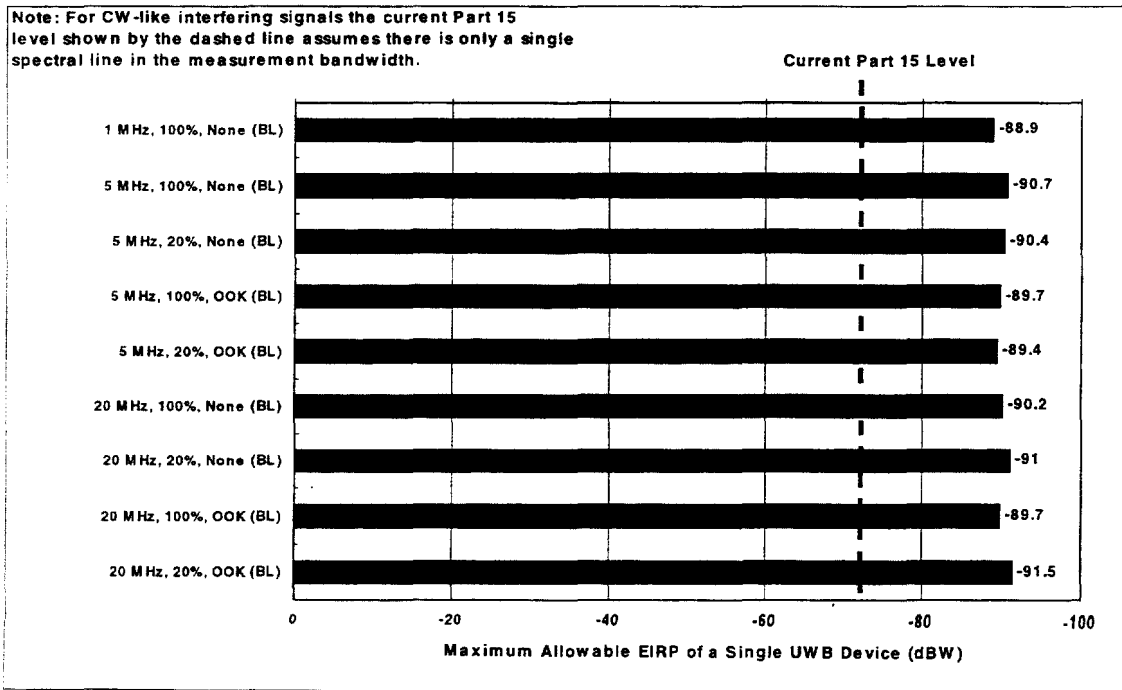 Note: For CW-like interfering signals the current Part 15
level shown by the dashed line assumes there is only a single
spectral line in the measurement bandwidth.
Current Part 15 Level
1 MHz, 100%, None (BL)
-88.9
5 MHz, 100%, None (BL)
-90.7
5 MHz, 20%, None (BL)
-90.4
5 MHz, 100%, OOK (BL)
-89.7
5 MHz, 20%, OOK (BL)
-89.4
20 MHz, 100%, None (BL)
-90.2
20 MHz, 20%, None (BL)
-91
20 MHz, 100%, OOK (BL)
-89.7
20 MHz, 20%, OOK (BL)
-91.5
0 -20 -40 -60 -80 -100
Maximum Allowable EIRP of a Single UWB Device (dBW)